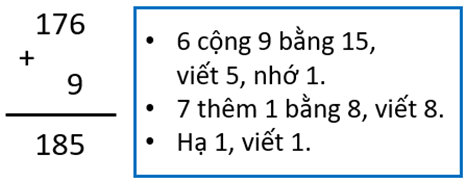 176
+
9
185
• 6 cộng 9 bằng 15,
viết 5, nhớ 1.
• 7 thêm 1 bằng 8, viết 8.
• Hạ 1, viết 1.